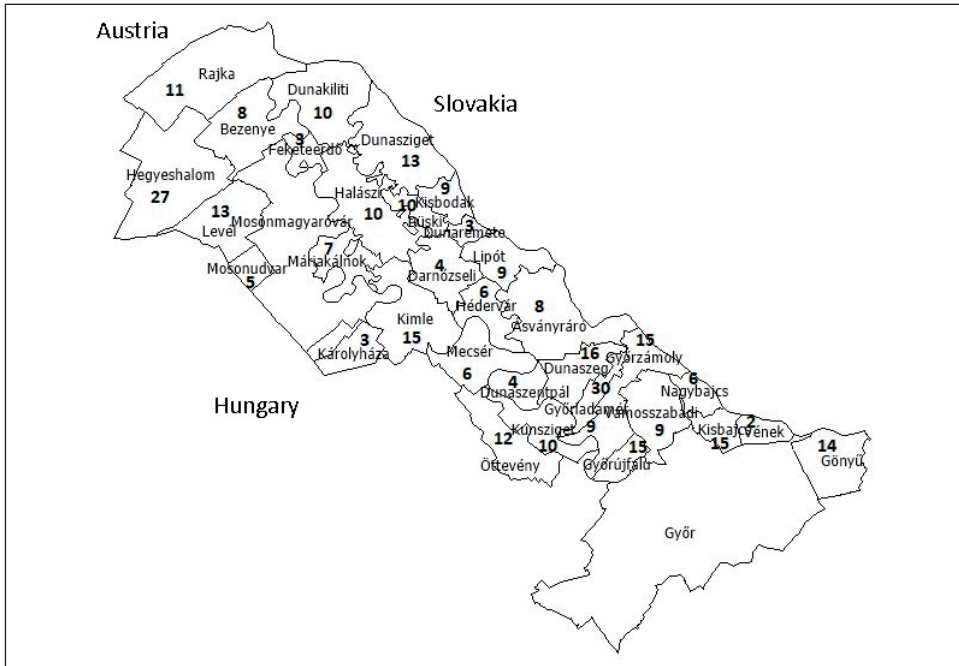 Austria
Rajka
11
Dunakiliti
10
Slovakia
8
Bezenye
3
Feketeerdő
Dunasziget
13
Hegyeshalom
27
9
Kisbodak
Halászi
10
10
Püski
13
Level
Mosonmagyaróvár
3
Dunaremete
7
Máriakálnok
Mosonudvar
5
4
Darnózseli
Lipót
9
6
Hédervár
8
Ásványráró
Kimle
15
3
Károlyháza
Mecsér
6
16
Dunaszeg
15
Győrzámoly
4
Dunaszentpál
30
Győrladamér
6
Nagybajcs
Hungary
Vámosszabadi
9
9
Kunsziget
10
12
Öttevény
Kisbajcs
15
2
Vének
14
Gönyű
15
Győrújfalu
Győr